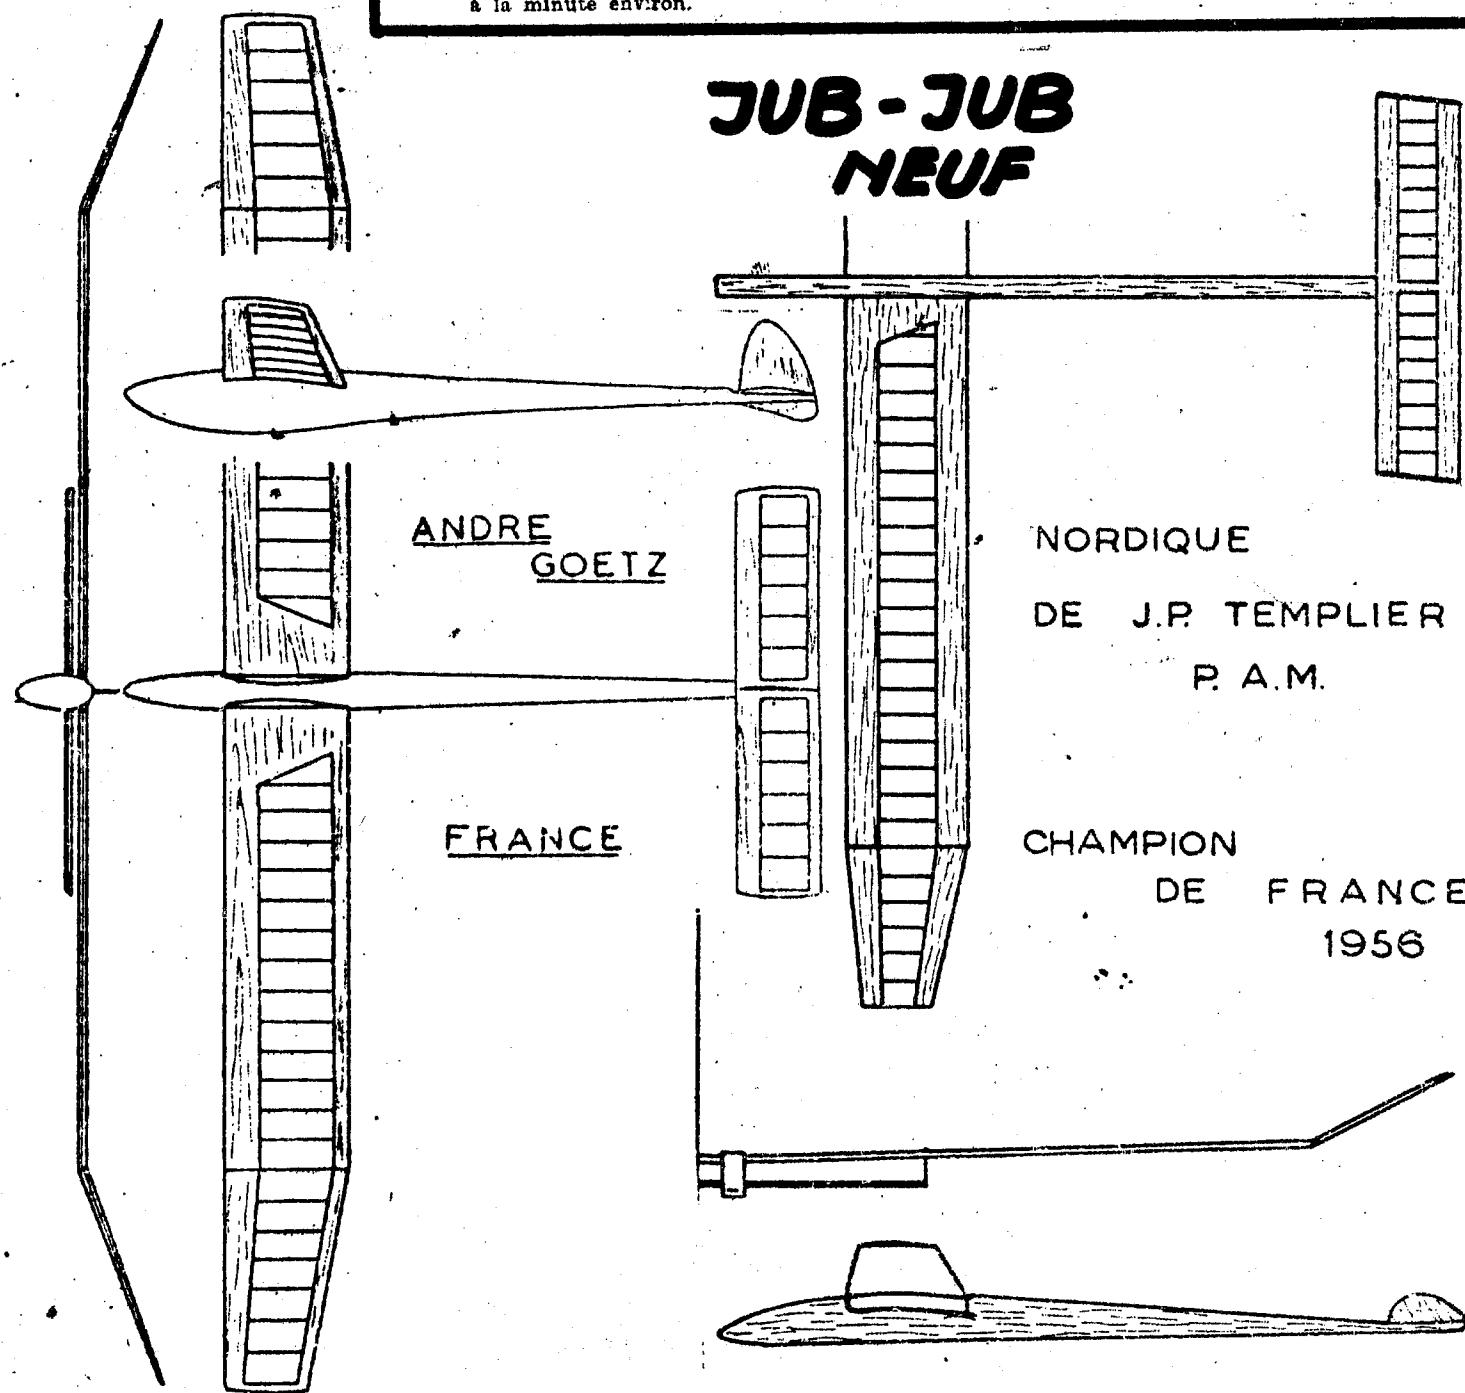 à la minute environ.
JUB-JUB
NEUF
ANDRE
GOETZ
FRANCE
NORDIQUE
DE J.P. TEMPLIER
P.A.M.
CHAMPION
DE FRANCE
1956